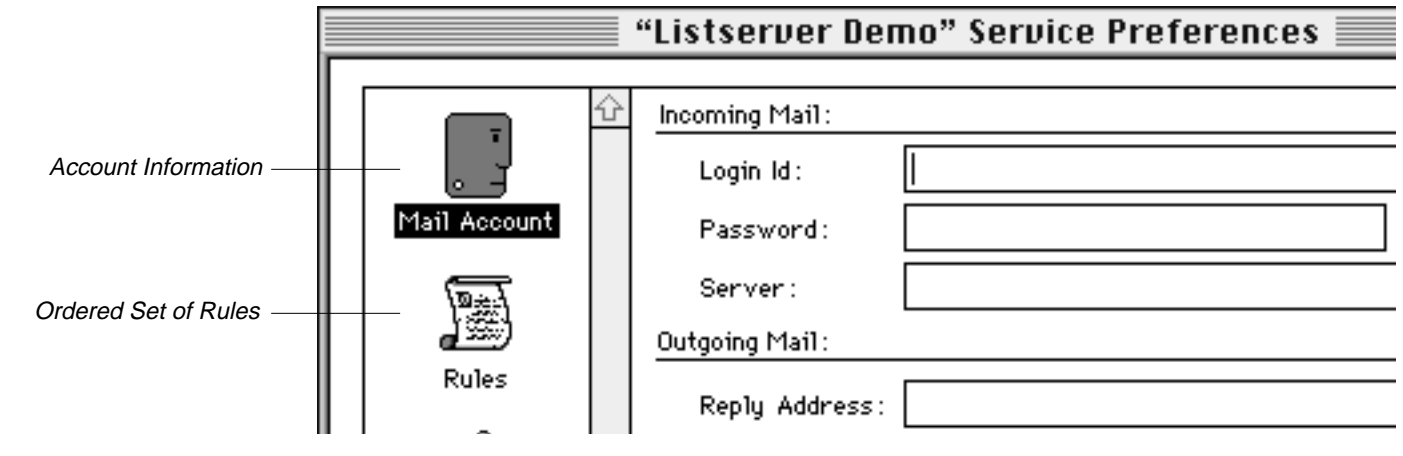 “Listserver Demo” Service Preferences
Account Information
Mail Account
Ordered Set of Rules
Rules
Incoming Mail:
Login Id:
Password:
Server:
Outgoing Mail:
Reply Address: